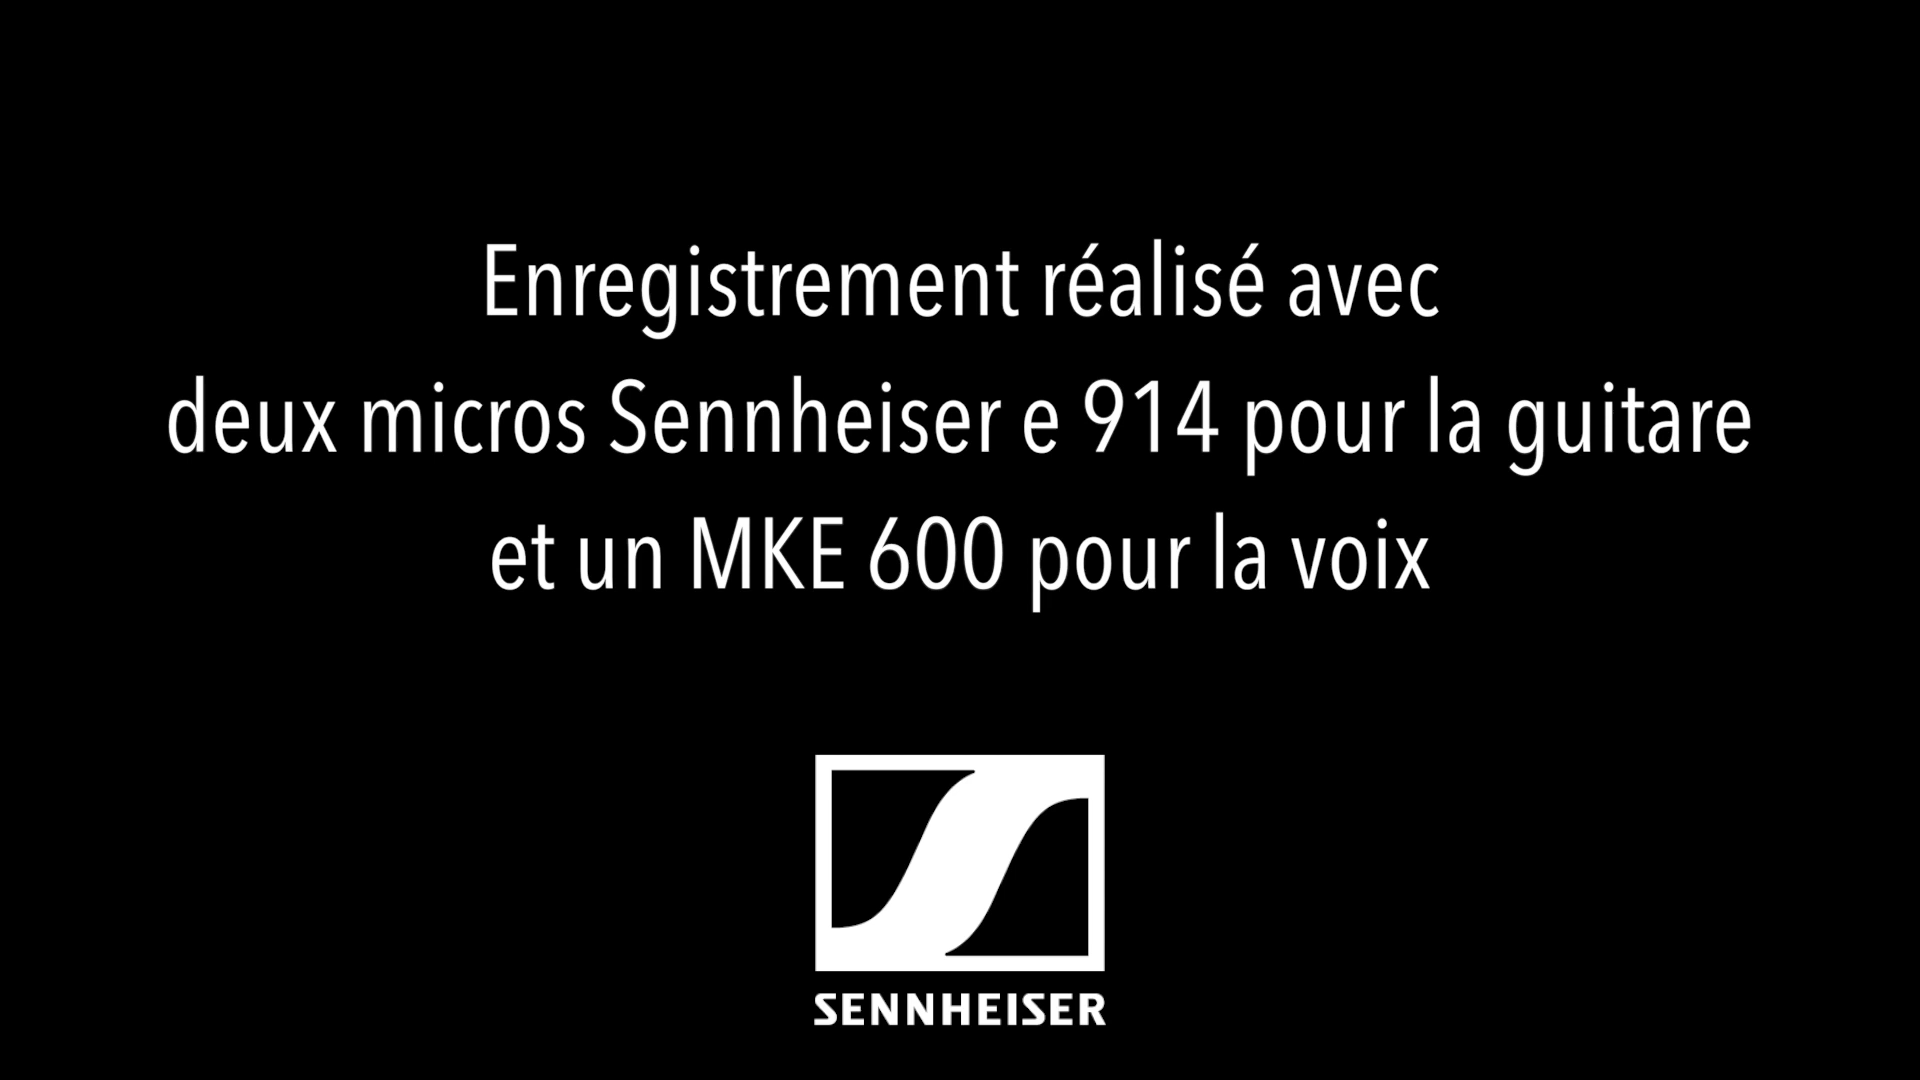 Enregistrement réalisé avec
deux micros Sennheiser e 914 pour la guitare
et un MKE 600 pour la voix
SENNHEISER